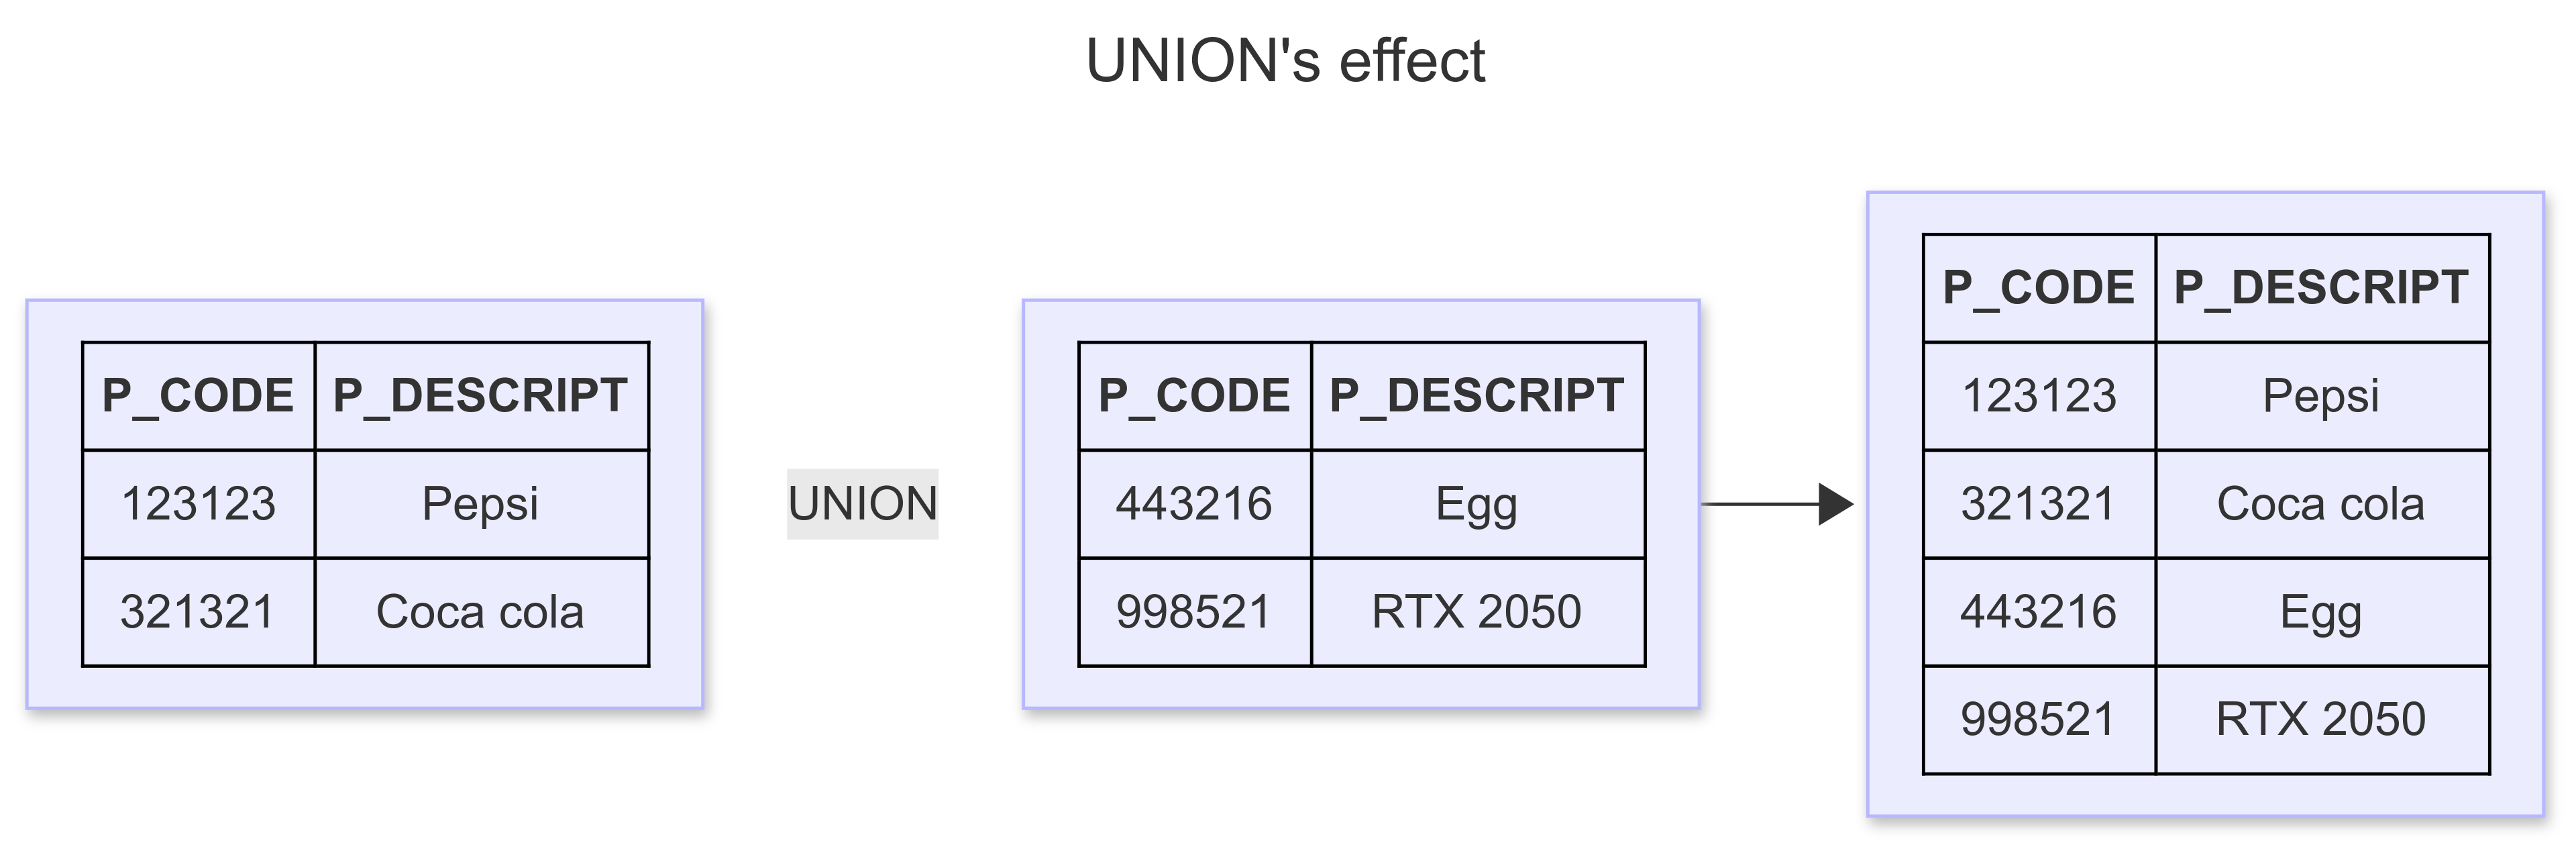 UNION's effect
P_CODE P_DESCRIPT
123123 Pepsi
321321 Coca cola
UNION
P_CODE P_DESCRIPT
443216 Egg
998521 RTX 2050
P_CODE P_DESCRIPT
123123 Pepsi
321321 Coca cola
443216 Egg
998521 RTX 2050